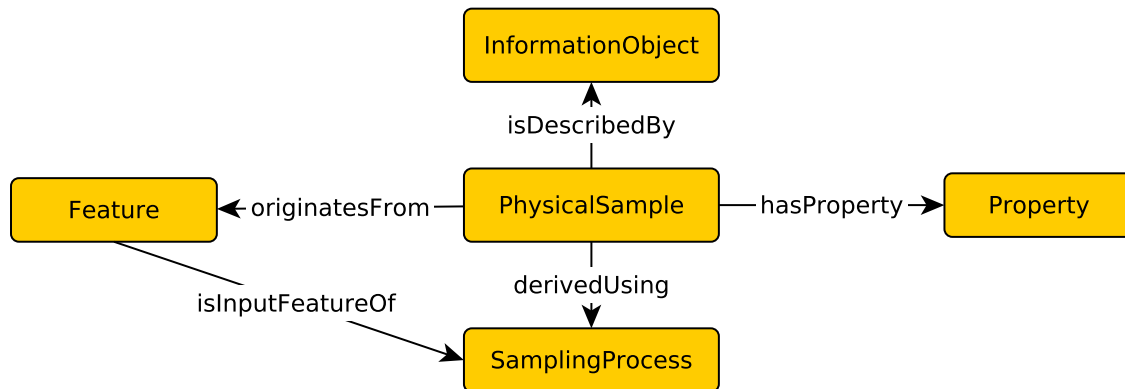 InformationObject
isDescribedBy
Feature
originatesFrom
PhysicalSample
hasProperty
Property
isInputFeatureOf
derivedUsing
SamplingProcess